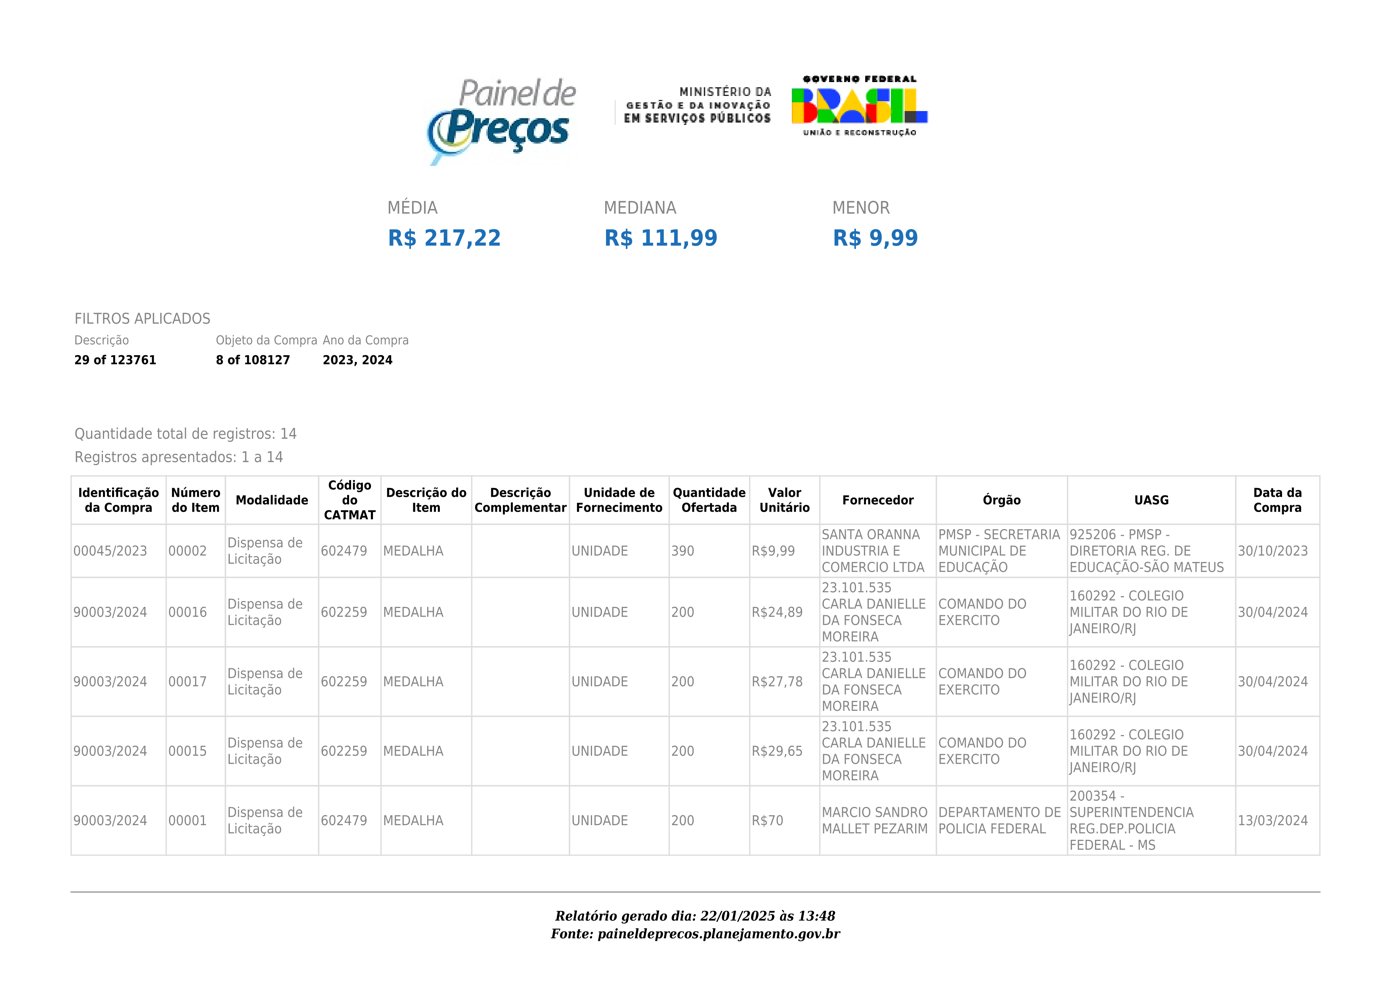 Painel de
Preços
MINISTÉRIO DA
GESTÃO E DA INOVAÇÃO
EM SERVIÇOS PÚBLICOS
GOVERNO FEDERAL
BRASIL
UNIÃO E RECONSTRUÇÃO
MÉDIA MEDIANA MENOR
R$ 217,22 R$ 111,99 R$ 9,99
FILTROS APLICADOS
Descrição Objeto da Compra Ano da Compra
29 of 123761 8 of 108127 2023, 2024
Quantidade total de registros: 14
Registros apresentados: 1 a 14
Identificação da Compra Número do Item Modalidade Código do CATMAT Descrição do Item Descrição Complementar Unidade de Fornecimento Quantidade Ofertada Valor Unitário Fornecedor Órgão UASG Data da Compra
00045/2023 00002 Dispensa de Licitação 602479 MEDALHA UNIDADE 390 R$9,99 SANTA ORANNA INDUSTRIA E COMERCIO LTDA PMSP - SECRETARIA MUNICIPAL DE EDUCAÇÃO 925206 - PMSP - DIRETORIA REG. DE EDUCAÇÃO-SÃO MATEUS 30/10/2023
90003/2024 00016 Dispensa de Licitação 602259 MEDALHA UNIDADE 200 R$24,89 23.101.535 CARLA DANIELLE DA FONSECA MOREIRA COMANDO DO EXERCITO 160292 - COLEGIO MILITAR DO RIO DE JANEIRO/RJ 30/04/2024
90003/2024 00017 Dispensa de Licitação 602259 MEDALHA UNIDADE 200 R$27,78 23.101.535 CARLA DANIELLE DA FONSECA MOREIRA COMANDO DO EXERCITO 160292 - COLEGIO MILITAR DO RIO DE JANEIRO/RJ 30/04/2024
90003/2024 00015 Dispensa de Licitação 602259 MEDALHA UNIDADE 200 R$29,65 23.101.535 CARLA DANIELLE DA FONSECA MOREIRA COMANDO DO EXERCITO 160292 - COLEGIO MILITAR DO RIO DE JANEIRO/RJ 30/04/2024
90003/2024 00001 Dispensa de Licitação 602479 MEDALHA UNIDADE 200 R$70 MARCIO SANDRO MALLET PEZARIM DEPARTAMENTO DE POLICIA FEDERAL 200354 - SUPERINTENDENCIA REG.DEP.POLICIA FEDERAL - MS 13/03/2024
Relatório gerado dia: 22/01/2025 às 13:48
Fonte: paineldeprecos.planejamento.gov.br